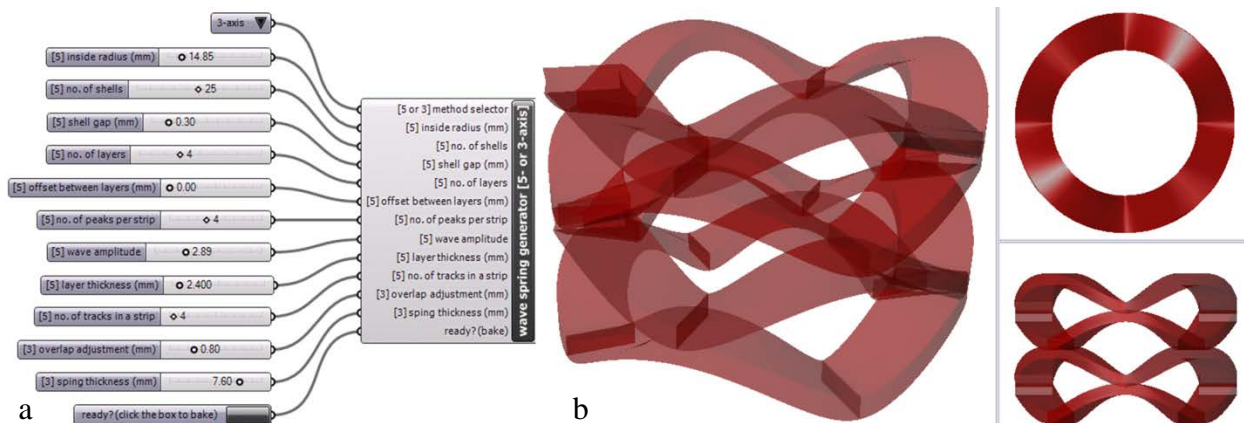 3-axis
[5] inside radius (mm) 14.85
[5] no. of shells 25
[5] shell gap (mm) 0.30
[5] no. of layers 4
[5] offset between layers (mm) 0.00
[5] no. of peaks per strip 4
[5] wave amplitude 2.89
[5] layer thickness (mm) 2.400
[5] no. of tracks in a strip 4
[3] overlap adjustment (mm) 0.80
[3] sping thickness (mm) 7.60
ready? (click the box to bake)
[5 or 3] method selector
[5] inside radius (mm)
[5] no. of shells
[5] shell gap (mm)
[5] no. of layers
[5] offset between layers (mm)
[5] no. of peaks per strip
[5] wave amplitude
[5] layer thickness (mm)
[5] no. of tracks in a strip
[3] overlap adjustment (mm)
[3] sping thickness (mm)
ready? (bake)
wave spring generator [5- or 3-axis]
a
b